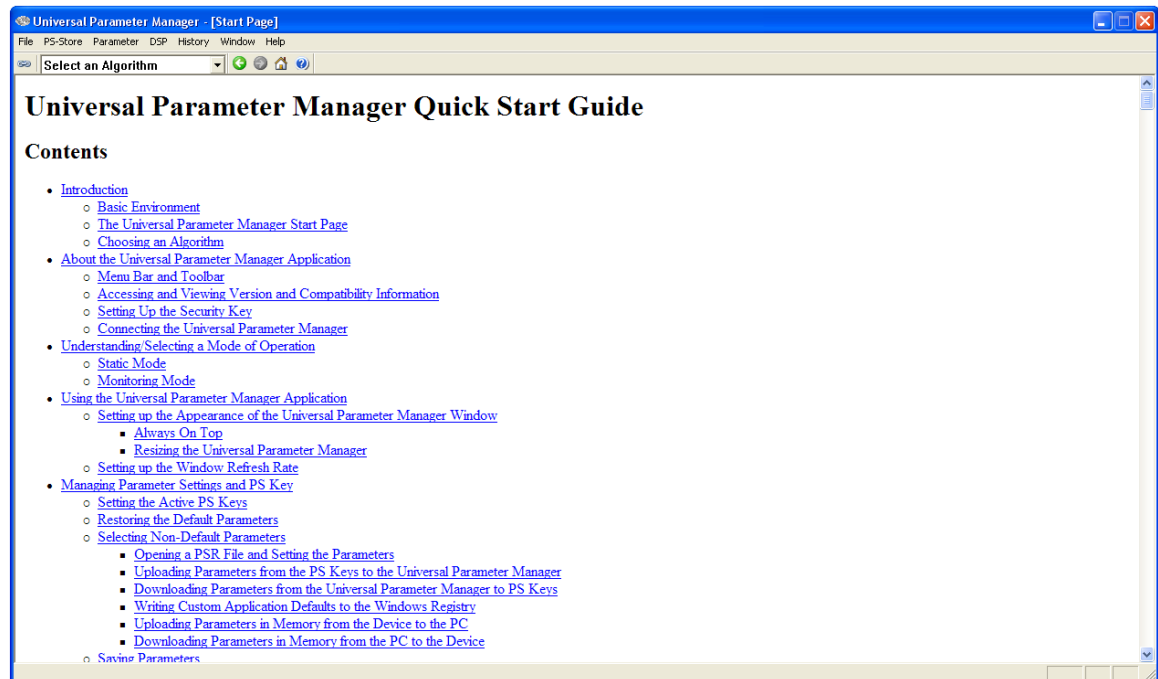 Universal Parameter Manager - [Start Page]
File PS-Store Parameter DSP History Window Help
Select an Algorithm
Universal Parameter Manager Quick Start Guide
Contents
Introduction
Basic Environment
The Universal Parameter Manager Start Page
Choosing an Algorithm
About the Universal Parameter Manager Application
Menu Bar and Toolbar
Accessing and Viewing Version and Compatibility Information
Setting Up the Security Key
Connecting the Universal Parameter Manager
Understanding/Selecting a Mode of Operation
Static Mode
Monitoring Mode
Using the Universal Parameter Manager Application
Setting up the Appearance of the Universal Parameter Manager Window
Always On Top
Resizing the Universal Parameter Manager
Setting up the Window Refresh Rate
Managing Parameter Settings and PS Key
Setting the Active PS Keys
Restoring the Default Parameters
Selecting Non-Default Parameters
Opening a PSR File and Setting the Parameters
Uploading Parameters from the PS Keys to the Universal Parameter Manager
Downloading Parameters from the Universal Parameter Manager to PS Keys
Writing Custom Application Defaults to the Windows Registry
Uploading Parameters in Memory from the Device to the PC
Downloading Parameters in Memory from the PC to the Device
Saving Parameters